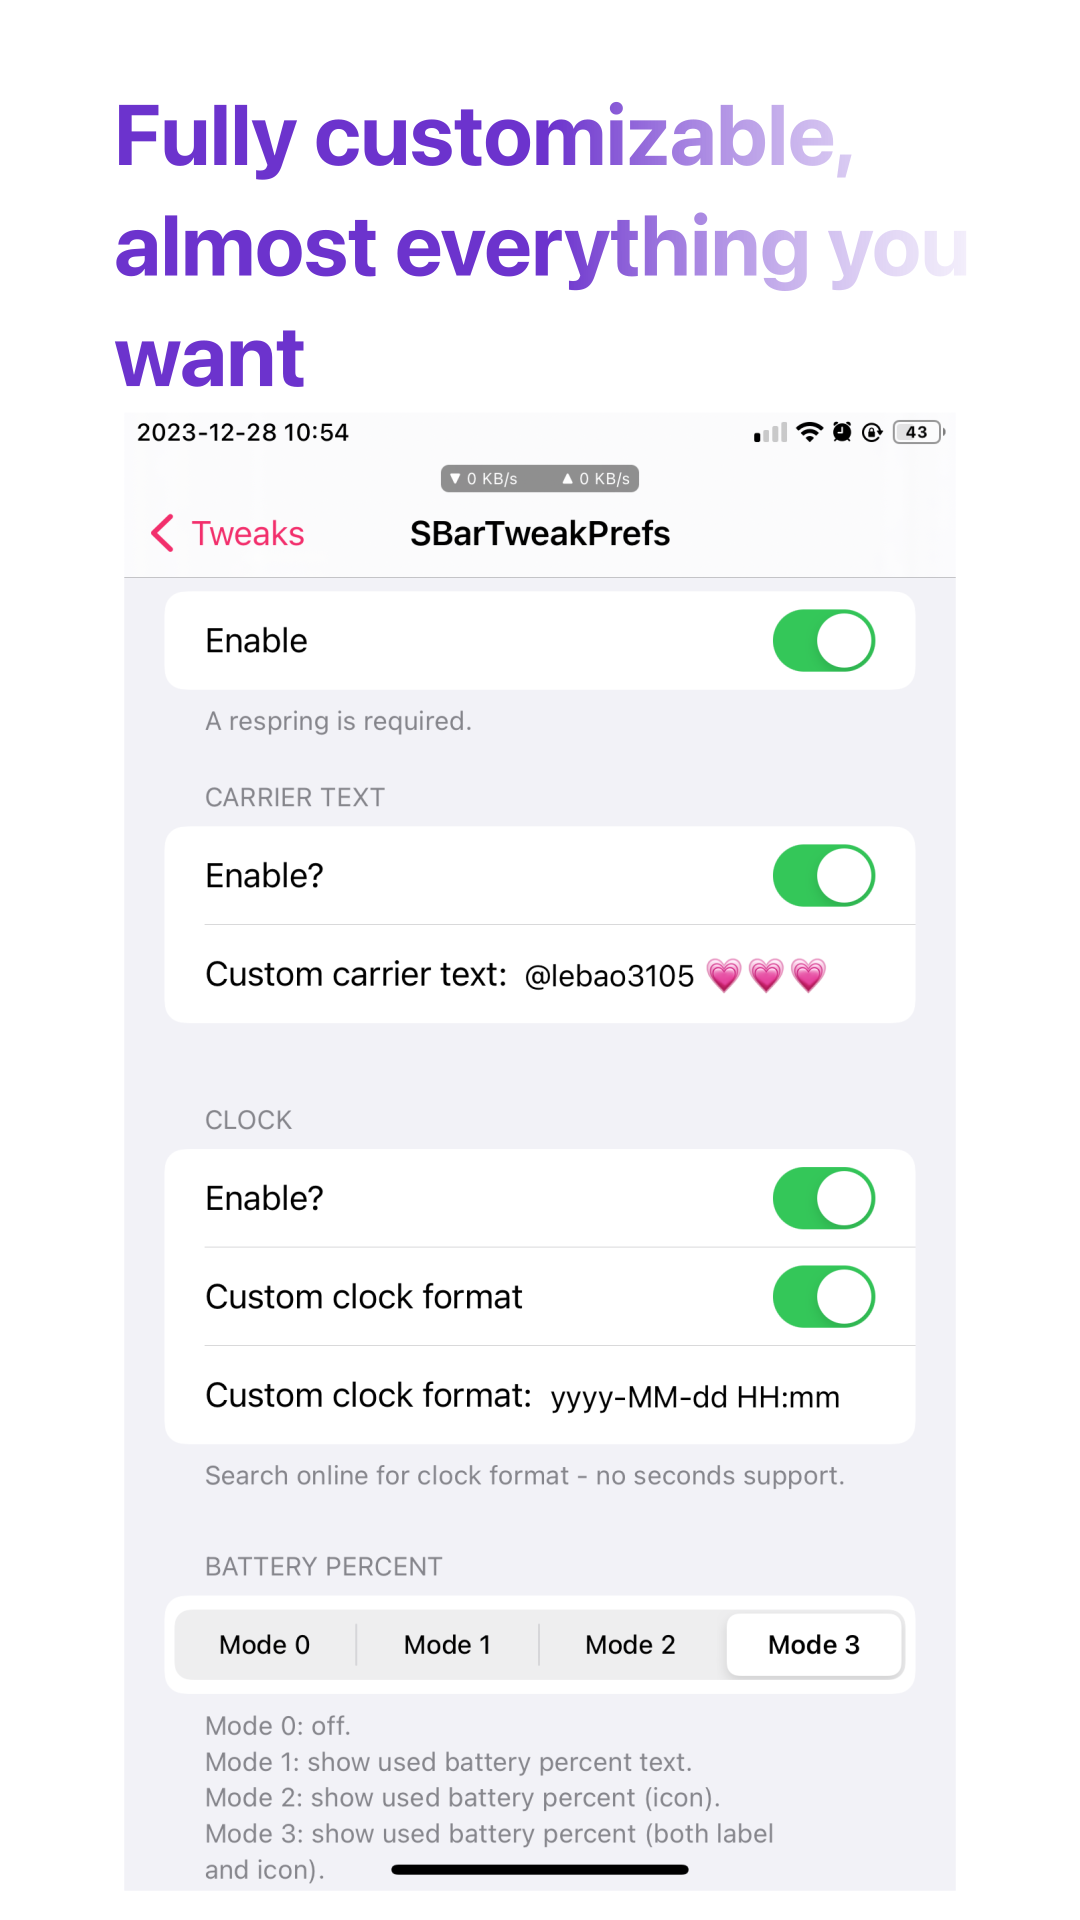 Fully customizable,
almost everything you
want
2023-12-28 10:54
43
▼ 0 KB/s ▲ 0 KB/s
Tweaks
SBarTweakPrefs
Enable
A respring is required.
CARRIER TEXT
Enable?
Custom carrier text: @lebao3105 💗💗💗
CLOCK
Enable?
Custom clock format
Custom clock format: yyyy-MM-dd HH:mm
Search online for clock format - no seconds support.
BATTERY PERCENT
Mode 0 Mode 1 Mode 2 Mode 3
Mode 0: off.
Mode 1: show used battery percent text.
Mode 2: show used battery percent (icon).
Mode 3: show used battery percent (both label
and icon).